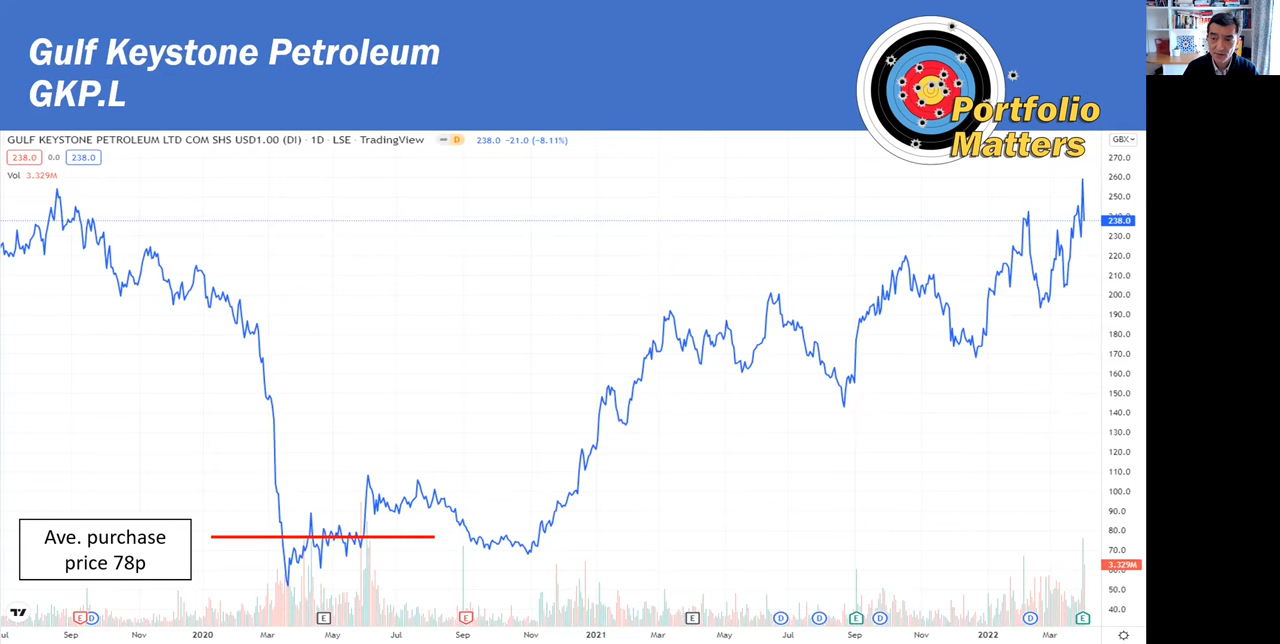 Gulf Keystone Petroleum
GKP.L
Portfolio
Matters
GULF KEYSTONE PETROLEUM LTD COM SHS USD1.00 (DI) · 1D · LSE · TradingView
D
238.0 −21.0 (−8.11%)
GBX
238.0 0.0 238.0
Vol 3.329M
270.0
260.0
250.0
238.0
230.0
220.0
210.0
200.0
190.0
180.0
170.0
160.0
150.0
140.0
130.0
120.0
110.0
100.0
90.0
80.0
70.0
3.329M
50.0
40.0
Ave. purchase
price 78p
E D E E E D D E D D E
Sep Nov 2020 Mar May Jul Sep Nov 2021 Mar May Jul Sep Nov 2022 Mar